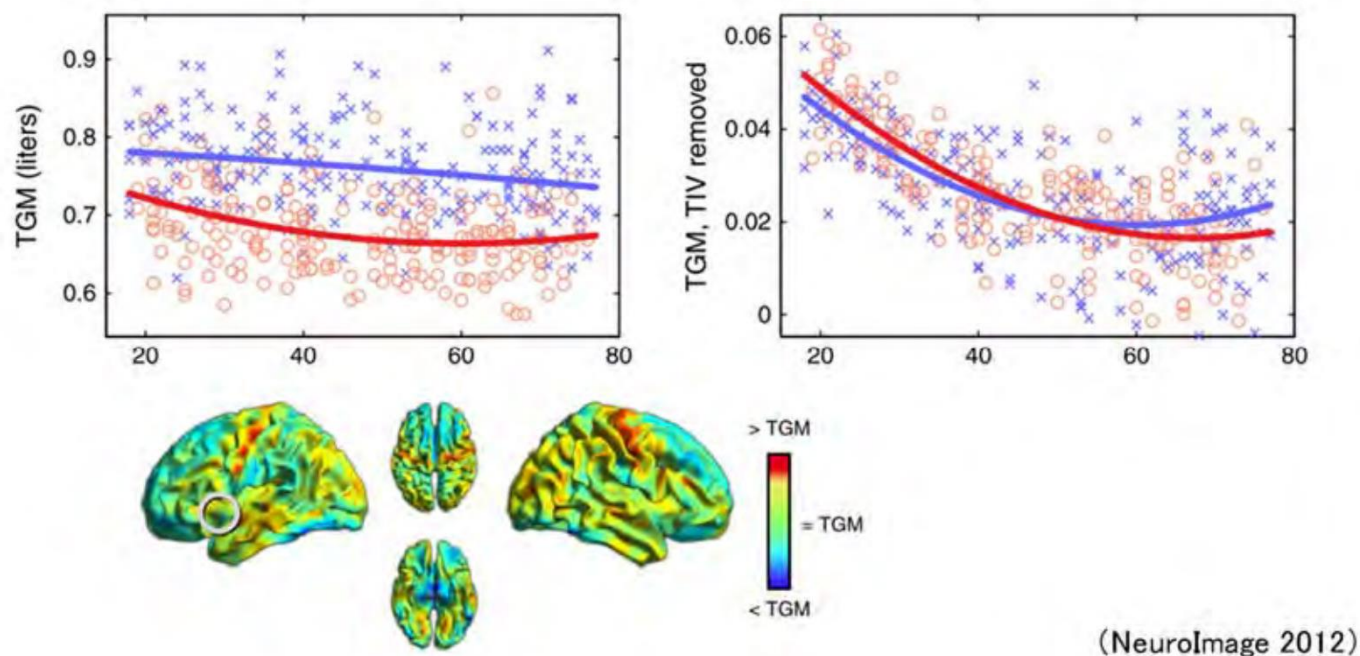 TGM (liters)
0.9
0.8
0.7
0.6
20 40 60 80
TGM, TIV removed
0.06
0.04
0.02
0
20 40 60 80
> TGM
= TGM
< TGM
(NeuroImage 2012)